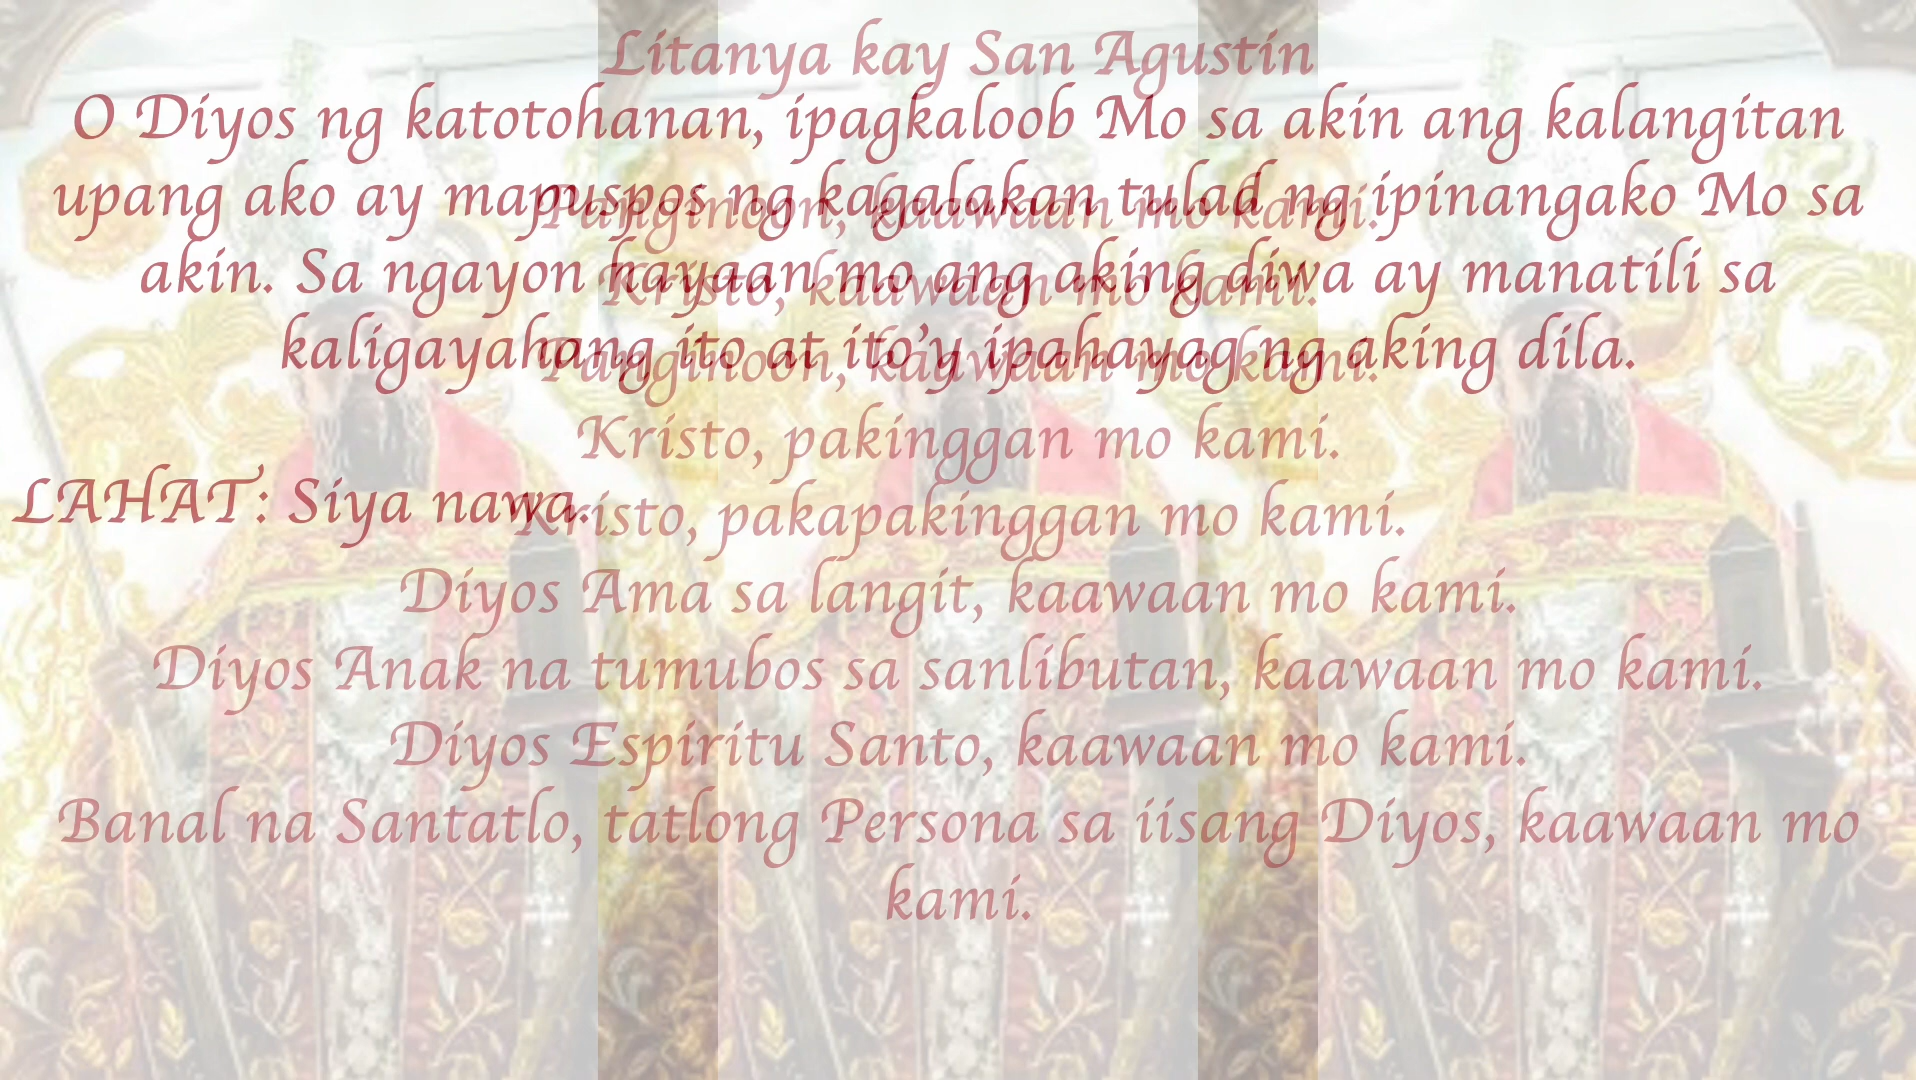 Litanya kay San Agustin
O Diyos ng katotohanan, ipagkaloob Mo sa akin ang kalangitan
upang ako ay mapuspos ng kagalakan tulad ng ipinangako Mo sa
akin. Sa ngayon hayaan mo ang aking diwa ay manatili sa
kaligayahang ito at ito'y ipahayag ng aking dila.
LAHAT: Siya nawa.
Panginoon, kaawaan mo kami.
Kristo, kaawaan mo kami.
Panginoon, kaawaan mo kami.
Kristo, pakinggan mo kami.
Kristo, pakapakinggan mo kami.
Diyos Ama sa langit, kaawaan mo kami.
Diyos Anak na tumubos sa sanlibutan, kaawaan mo kami.
Diyos Espiritu Santo, kaawaan mo kami.
Banal na Santatlo, tatlong Persona sa iisang Diyos, kaawaan mo
kami.